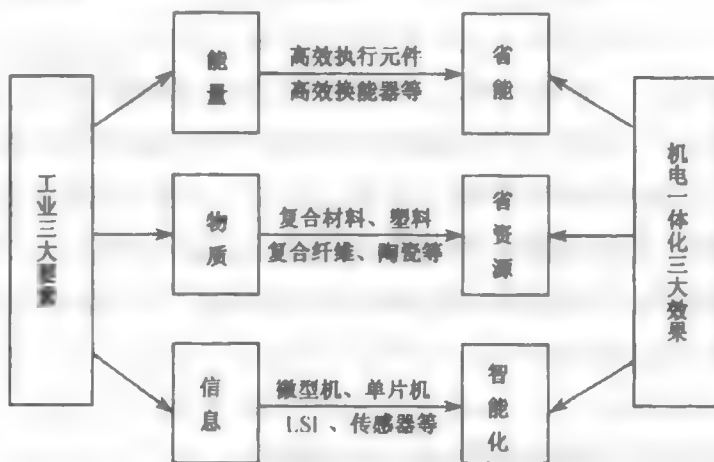 工业三大
能量
高效执行元件
高效换能器等
省能
物质
复合材料、塑料
复合纤维、陶瓷等
省资源
信息
微型机、单片机
LSI、传感器等
智能化
机电一体化三大效果